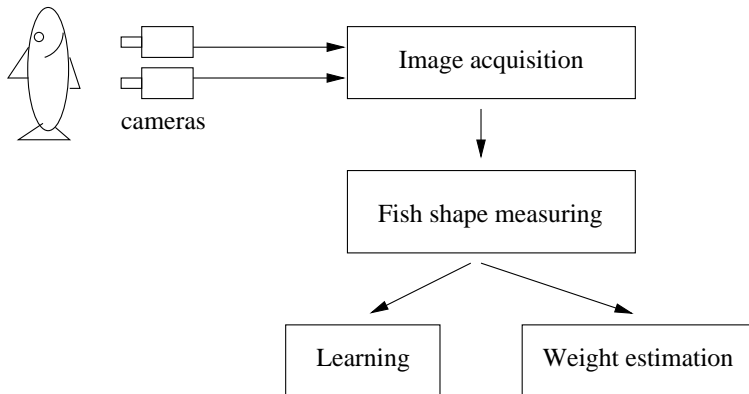 Image acquisition
cameras
Fish shape measuring
Learning
Weight estimation